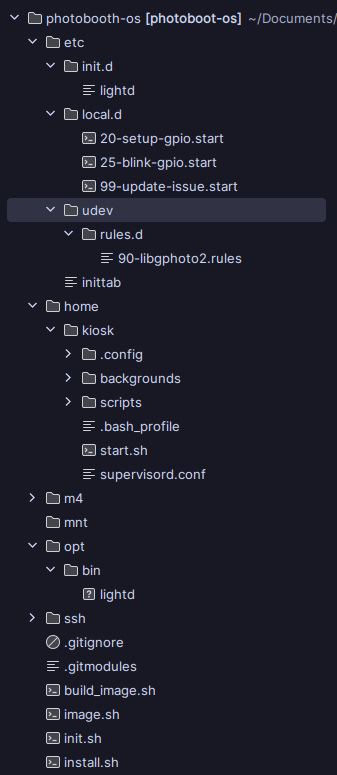 photobooth-os [photoboot-os] ~/Documents/
etc
init.d
lightd
local.d
20-setup-gpio.start
25-blink-gpio.start
99-update-issue.start
udev
rules.d
90-libgphoto2.rules
inittab
home
kiosk
.config
backgrounds
scripts
.bash_profile
start.sh
supervisord.conf
m4
mnt
opt
bin
lightd
ssh
.gitignore
.gitmodules
build_image.sh
image.sh
init.sh
install.sh